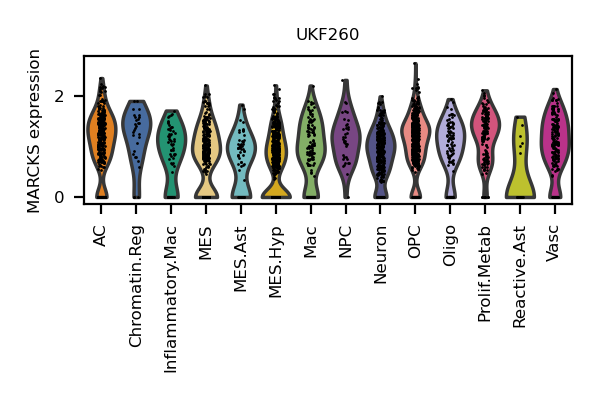 UKF260
MARCKS expression
2
0
AC
Chromatin.Reg
Inflammatory.Mac
MES
MES.Ast
MES.Hyp
Mac
NPC
Neuron
OPC
Oligo
Prolif.Metab
Reactive.Ast
Vasc